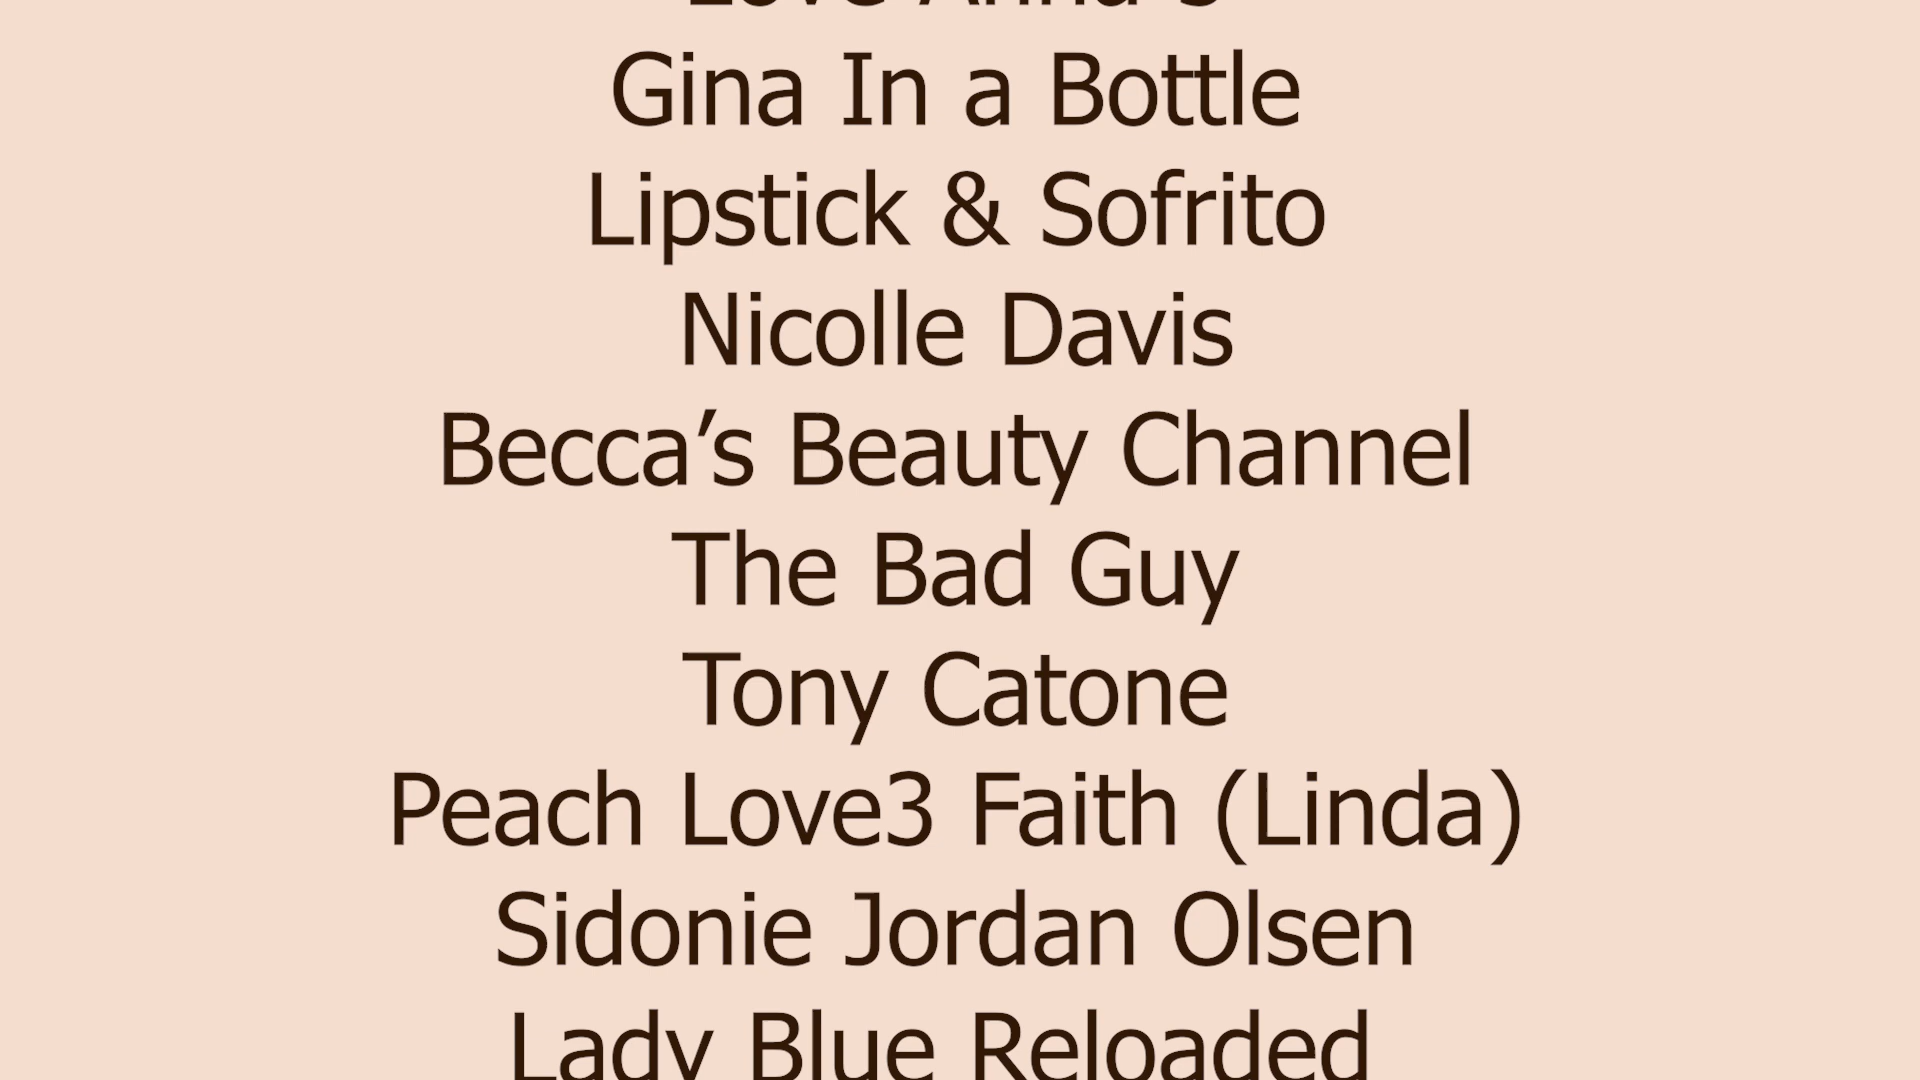 Gina In a Bottle
Lipstick & Sofrito
Nicolle Davis
Becca’s Beauty Channel
The Bad Guy
Tony Catone
Peach Love3 Faith (Linda)
Sidonie Jordan Olsen
Lady Blue Reloaded